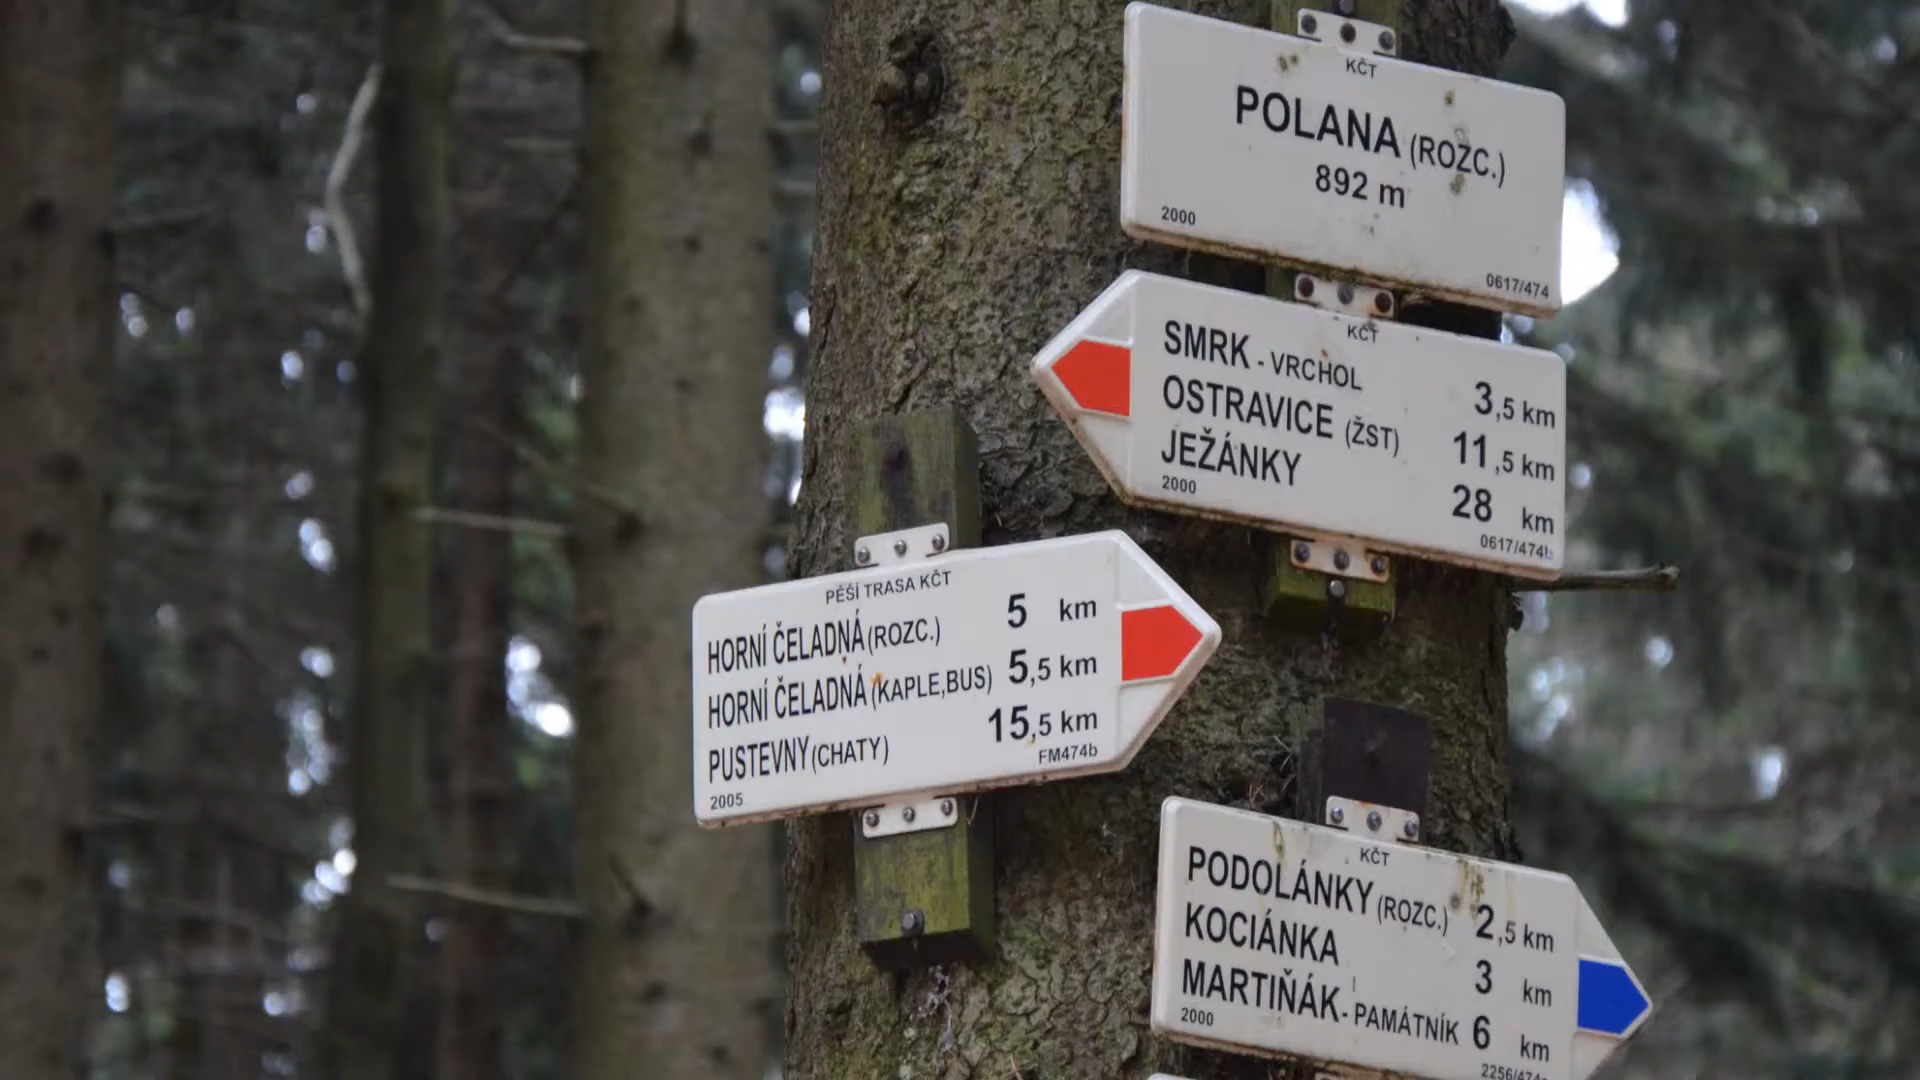 KČT
POLANA (ROZC.)
892 m
2000
0617/474
KČT
SMRK - VRCHOL 3,5 km
OSTRAVICE (ŽST) 11,5 km
JEŽÁNKY 28 km
2000
0617/474b
PĚŠÍ TRASA KČT
HORNÍ ČELADNÁ (ROZC.) 5 km
HORNÍ ČELADNÁ (KAPLE,BUS) 5,5 km
PUSTEVNY (CHATY) 15,5 km
FM474b
2005
KČT
PODOLÁNKY (ROZC.) 2,5 km
KOCIÁNKA 3 km
MARTIŇÁK - PAMÁTNÍK 6 km
2000